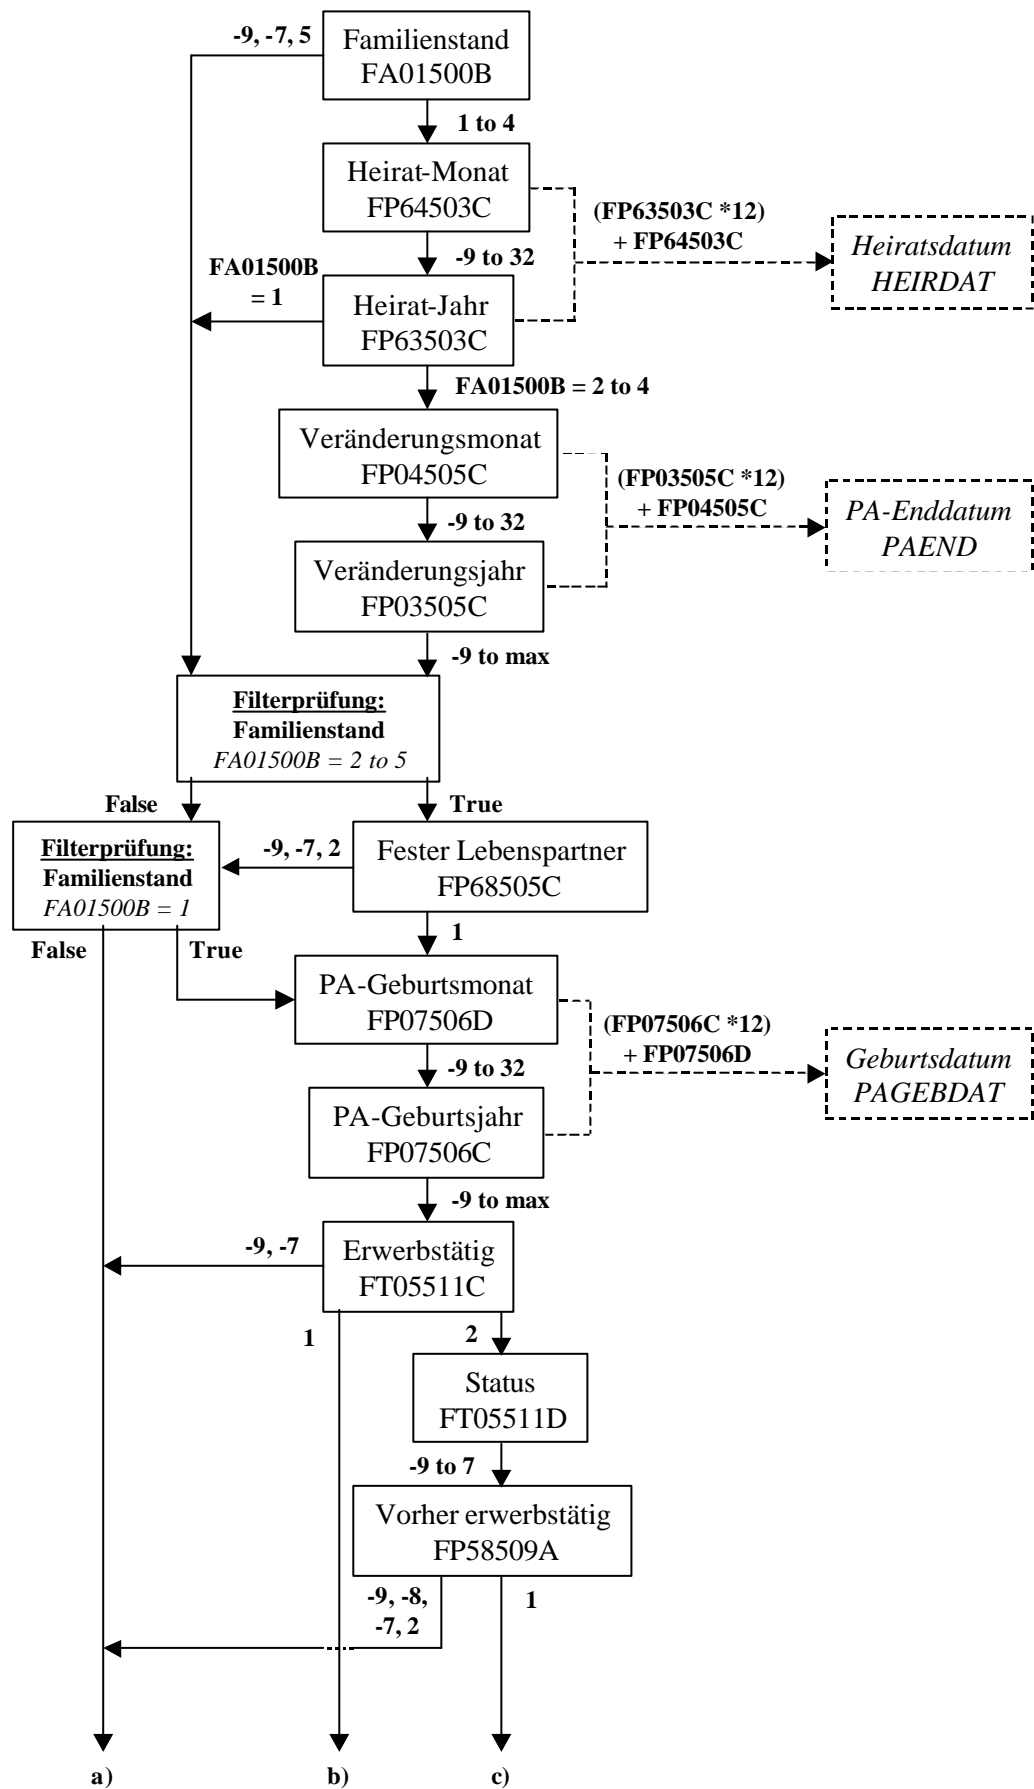 -9, -7, 5
Familienstand
FA01500B
1 to 4
Heirat-Monat
FP64503C
(FP63503C *12)
+ FP64503C
Heiratsdatum
HEIRDAT
-9 to 32
FA01500B
= 1
Heirat-Jahr
FP63503C
FA01500B = 2 to 4
Veränderungsmonat
FP04505C
(FP03505C *12)
+ FP04505C
PA-Enddatum
PAEND
-9 to 32
Veränderungsjahr
FP03505C
-9 to max
Filterprüfung:
Familienstand
FA01500B = 2 to 5
False
True
Filterprüfung:
Familienstand
FA01500B = 1
-9, -7, 2
Fester Lebenspartner
FP68505C
False
True
1
PA-Geburtsmonat
FP07506D
(FP07506C *12)
+ FP07506D
Geburtsdatum
PAGEBDAT
-9 to 32
PA-Geburtsjahr
FP07506C
-9 to max
-9, -7
Erwerbstätig
FT05511C
1
2
Status
FT05511D
-9 to 7
Vorher erwerbstätig
FP58509A
-9, -8,
-7, 2
1
a)
b)
c)